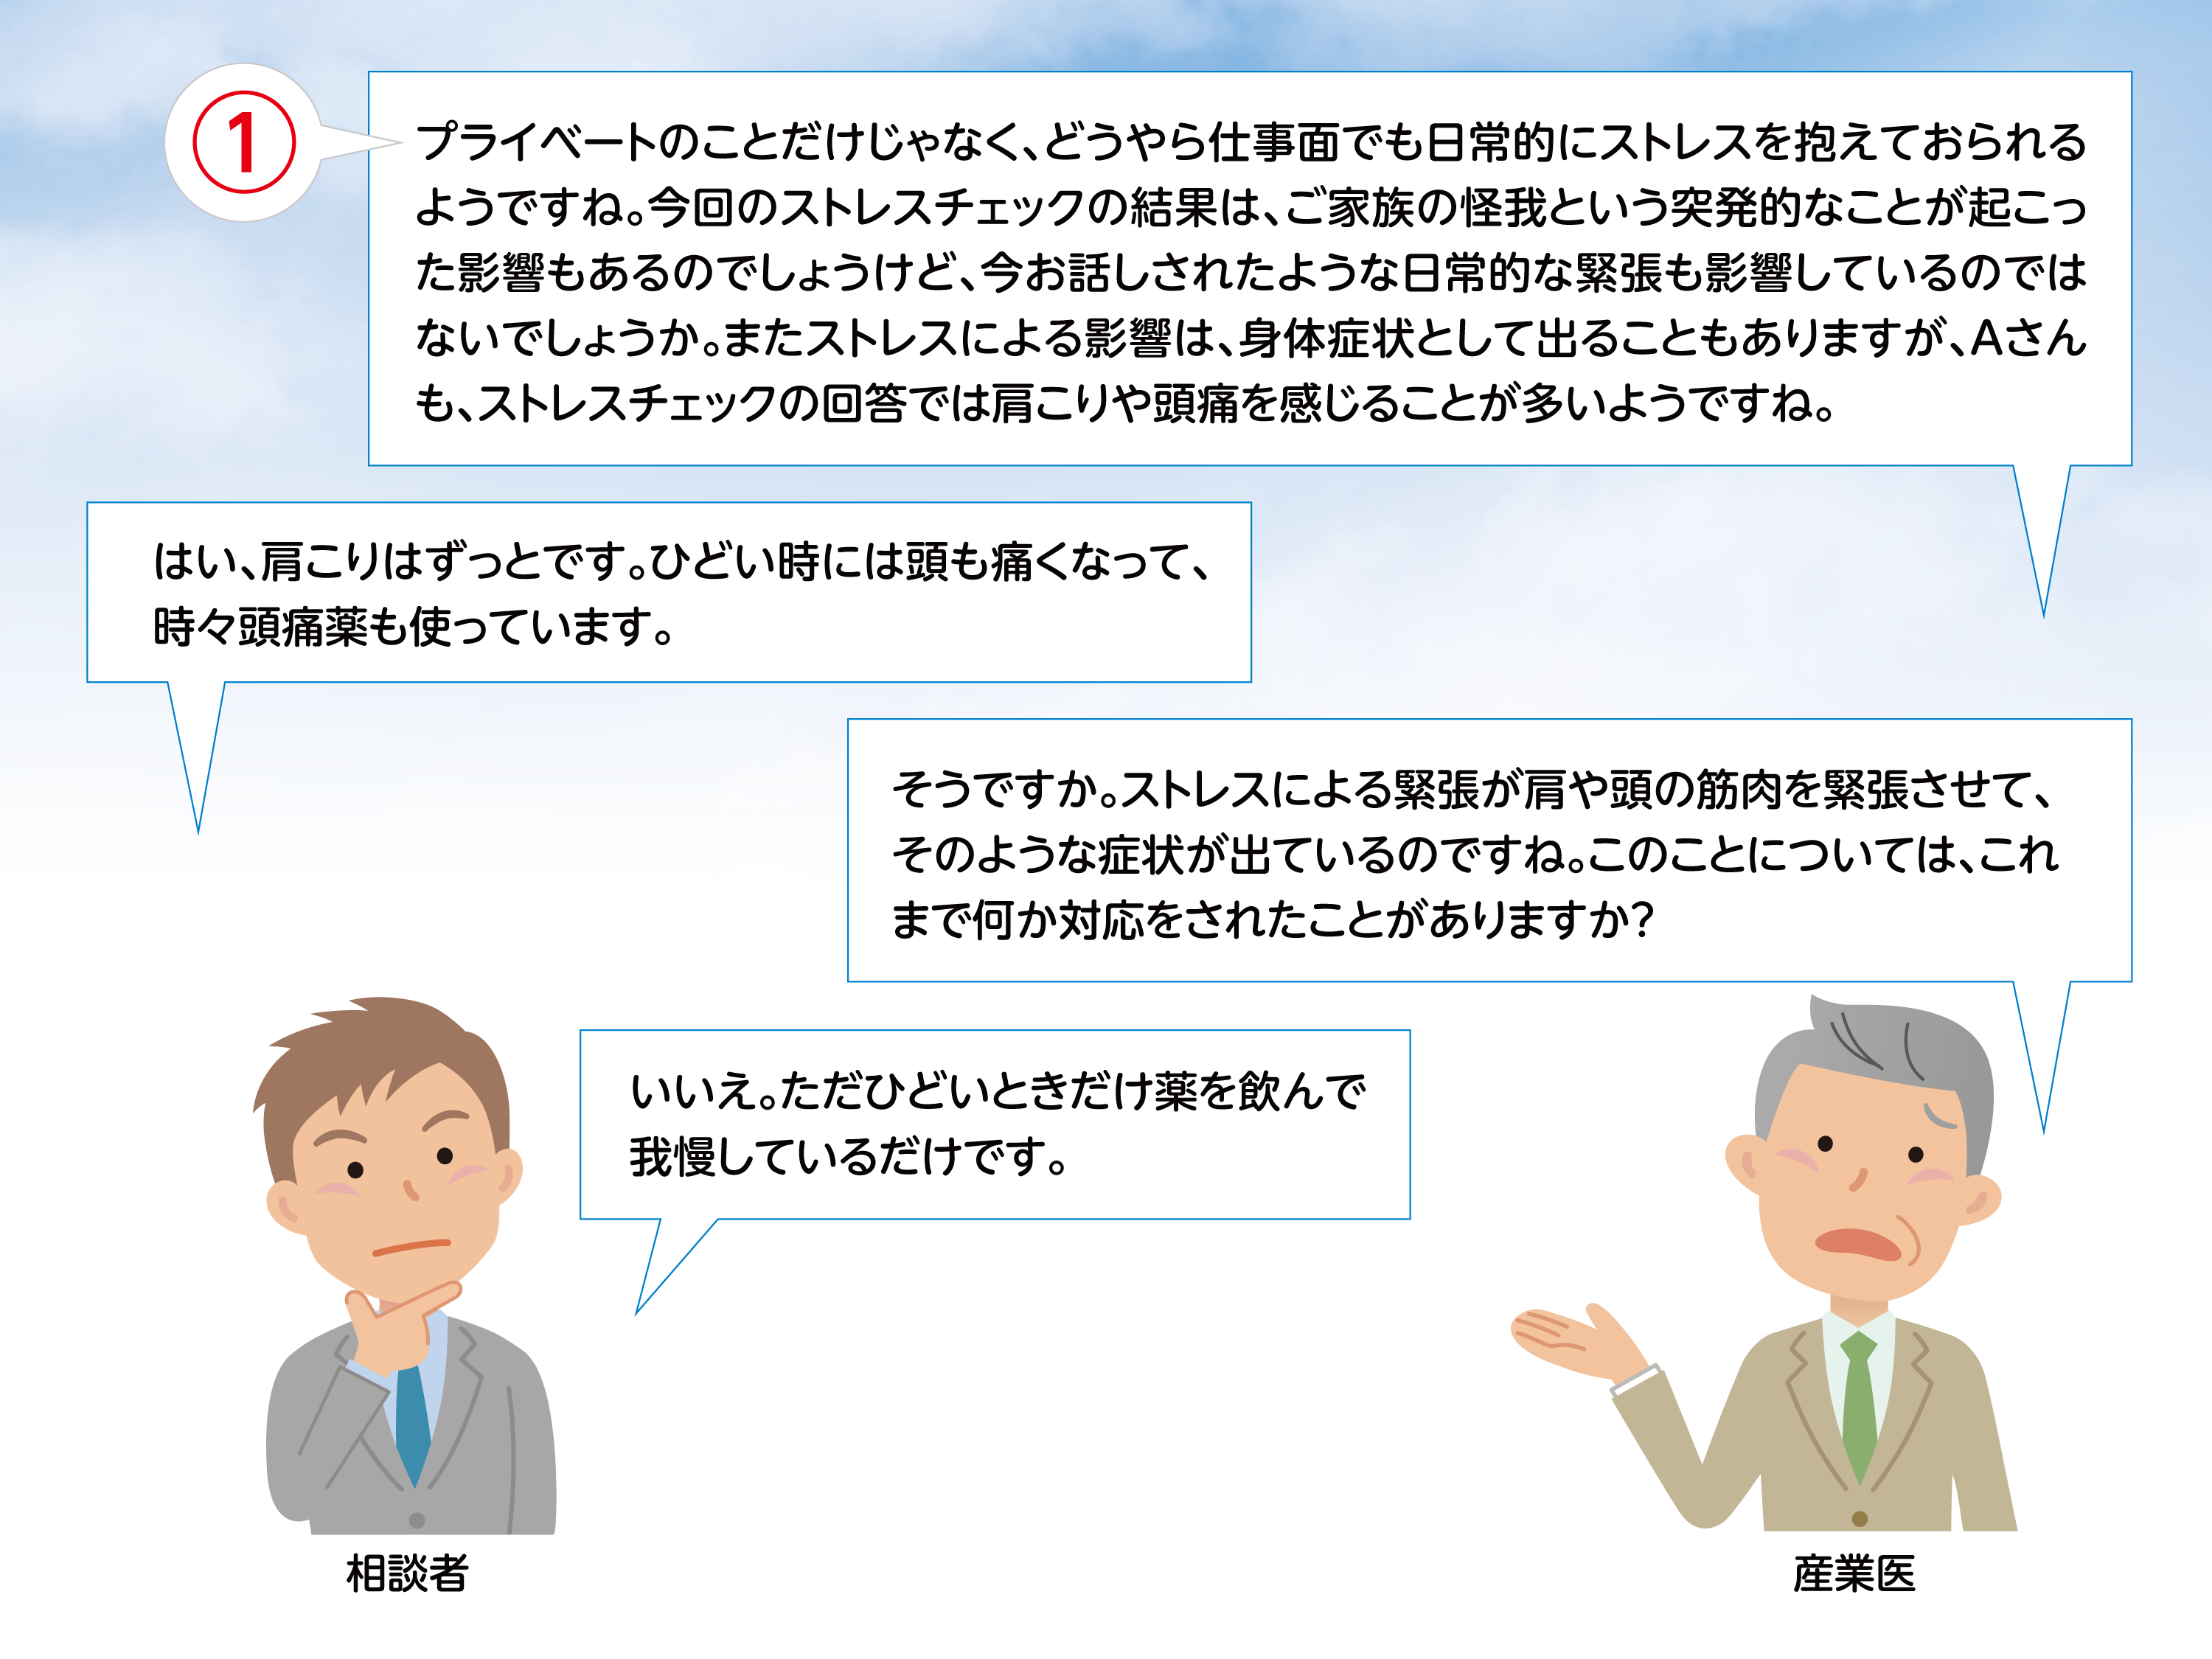 ①
プライベートのことだけじゃなく、どうやら仕事面でも日常的にストレスを抱えておられる
ようですね。今回のストレスチェックの結果は、ご家族の怪我という突発的なことが起こっ
た影響もあるのでしょうけど、今お話しされたような日常的な緊張も影響しているのでは
ないでしょうか。またストレスによる影響は、身体症状として出ることもありますが、Aさん
も、ストレスチェックの回答では肩こりや頭痛を感じることが多いようですね。
はい、肩こりはずっとです。ひどい時には頭も痛くなって、
時々頭痛薬も使っています。
そうですか。ストレスによる緊張が肩や頭の筋肉を緊張させて、
そのような症状が出ているのですね。このことについては、これ
まで何か対応をされたことがありますか?
いいえ。ただひどいときだけ薬を飲んで
我慢しているだけです。
相談者
産業医